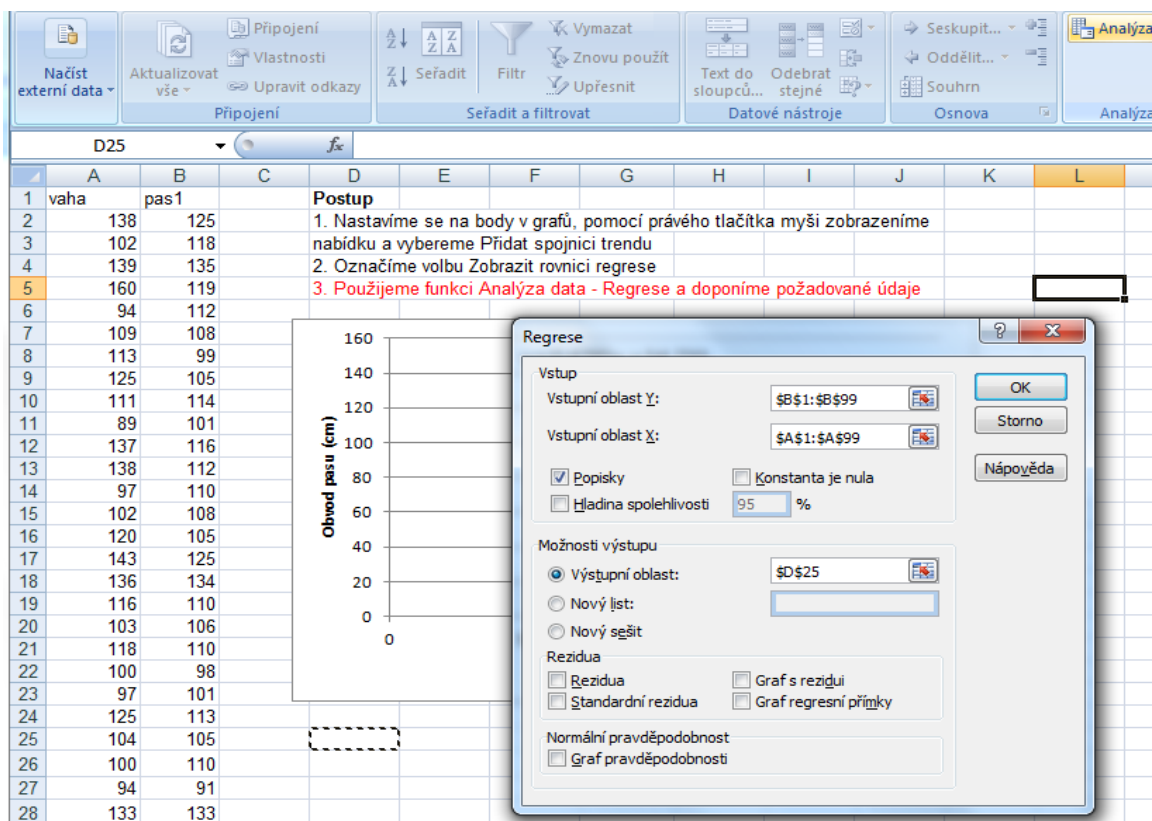 Připojení
Vlastnosti
Upravit odkazy
Načíst
externí data
Aktualizovat
vše
Připojení
Seřadit
Filtr
Vymazat
Znovu použít
Upřesnit
Seřadit a filtrovat
Text do
sloupců...
Odebrat
stejné
Datové nástroje
Seskupit...
Oddělit...
Souhrn
Osnova
Analýza
Analýza
D25
fx
A B C D E F G H I J K L
1 vaha pas1 Postup
2 138 125 1. Nastavíme se na body v grafů, pomocí právého tlačítka myši zobrazeníme
3 102 118 nabídku a vybereme Přidat spojnici trendu
4 139 135 2. Označíme volbu Zobrazit rovnici regrese
5 160 119 3. Použijeme funkci Analýza data - Regrese a doponíme požadované údaje
6 94 112
7 109 108
8 113 99
9 125 105
10 111 114
11 89 101
12 137 116
13 138 112
14 97 110
15 102 108
16 120 105
17 143 125
18 136 134
19 116 110
20 103 106
21 118 110
22 100 98
23 97 101
24 125 113
25 104 105
26 100 110
27 94 91
28 133 133
Obvod pasu (cm)
160
140
120
100
80
60
40
20
0
0
Regrese
Vstup
Vstupní oblast Y: $B$1:$B$99
Vstupní oblast X: $A$1:$A$99
Popisky
Konstanta je nula
Hladina spolehlivosti 95 %
Možnosti výstupu
Výstupní oblast: $D$25
Nový list:
Nový sešit
Rezidua
Rezidua
Graf s rezidui
Standardní rezidua
Graf regresní přímky
Normální pravděpodobnost
Graf pravděpodobnosti
OK
Storno
Nápověda